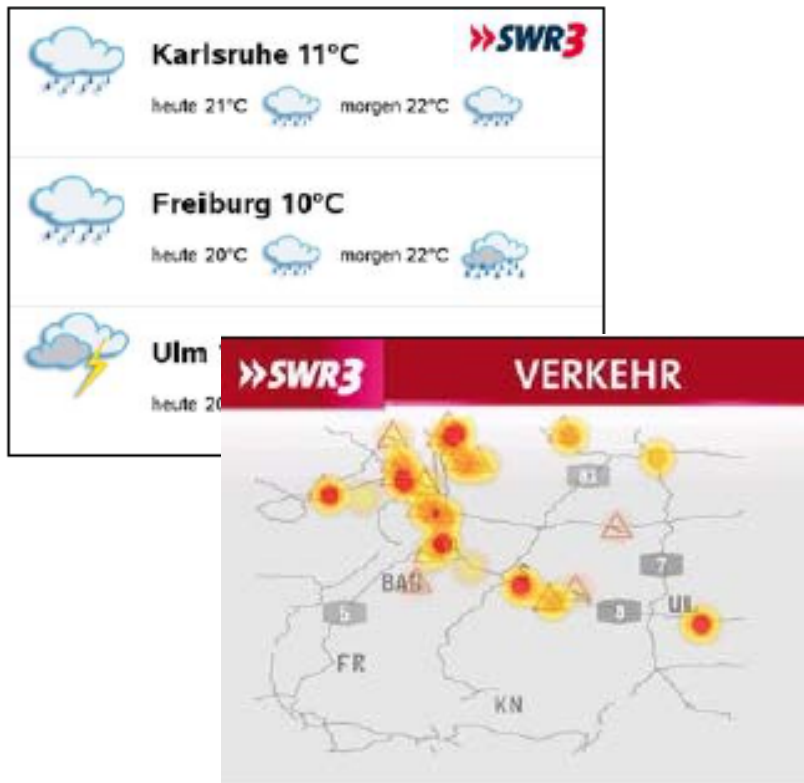 Karlsruhe 11°C
»SWR3
heute 21°C morgen 22°C
Freiburg 10°C
heute 20°C morgen 22°C
Ulm
heute
»SWR3 VERKEHR
7
5
8
UL
FR
KN